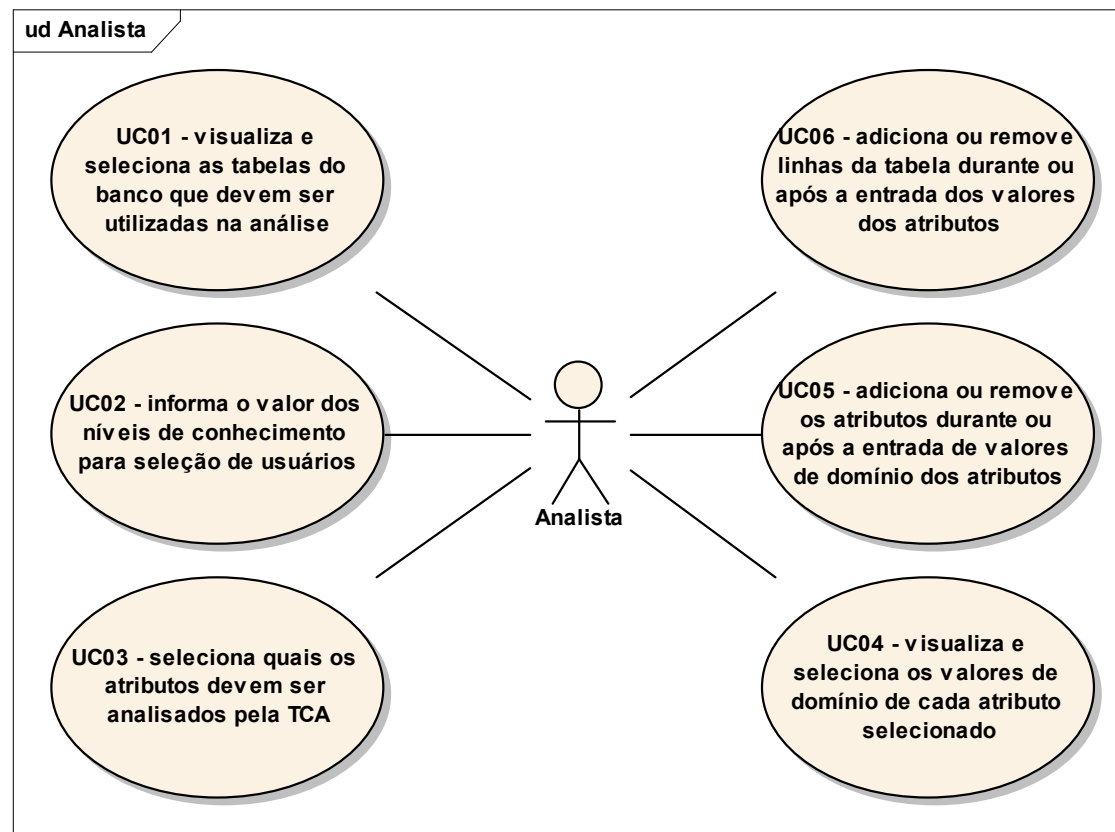 ud Analista
UC01 - visualiza e
seleciona as tabelas do
banco que devem ser
utilizadas na análise
UC02 - informa o valor dos
níveis de conhecimento
para seleção de usuários
UC03 - seleciona quais os
atributos devem ser
analisados pela TCA
Analista
UC06 - adiciona ou remove
linhas da tabela durante ou
após a entrada dos valores
dos atributos
UC05 - adiciona ou remove
os atributos durante ou
após a entrada de valores
de domínio dos atributos
UC04 - visualiza e
seleciona os valores de
domínio de cada atributo
selecionado